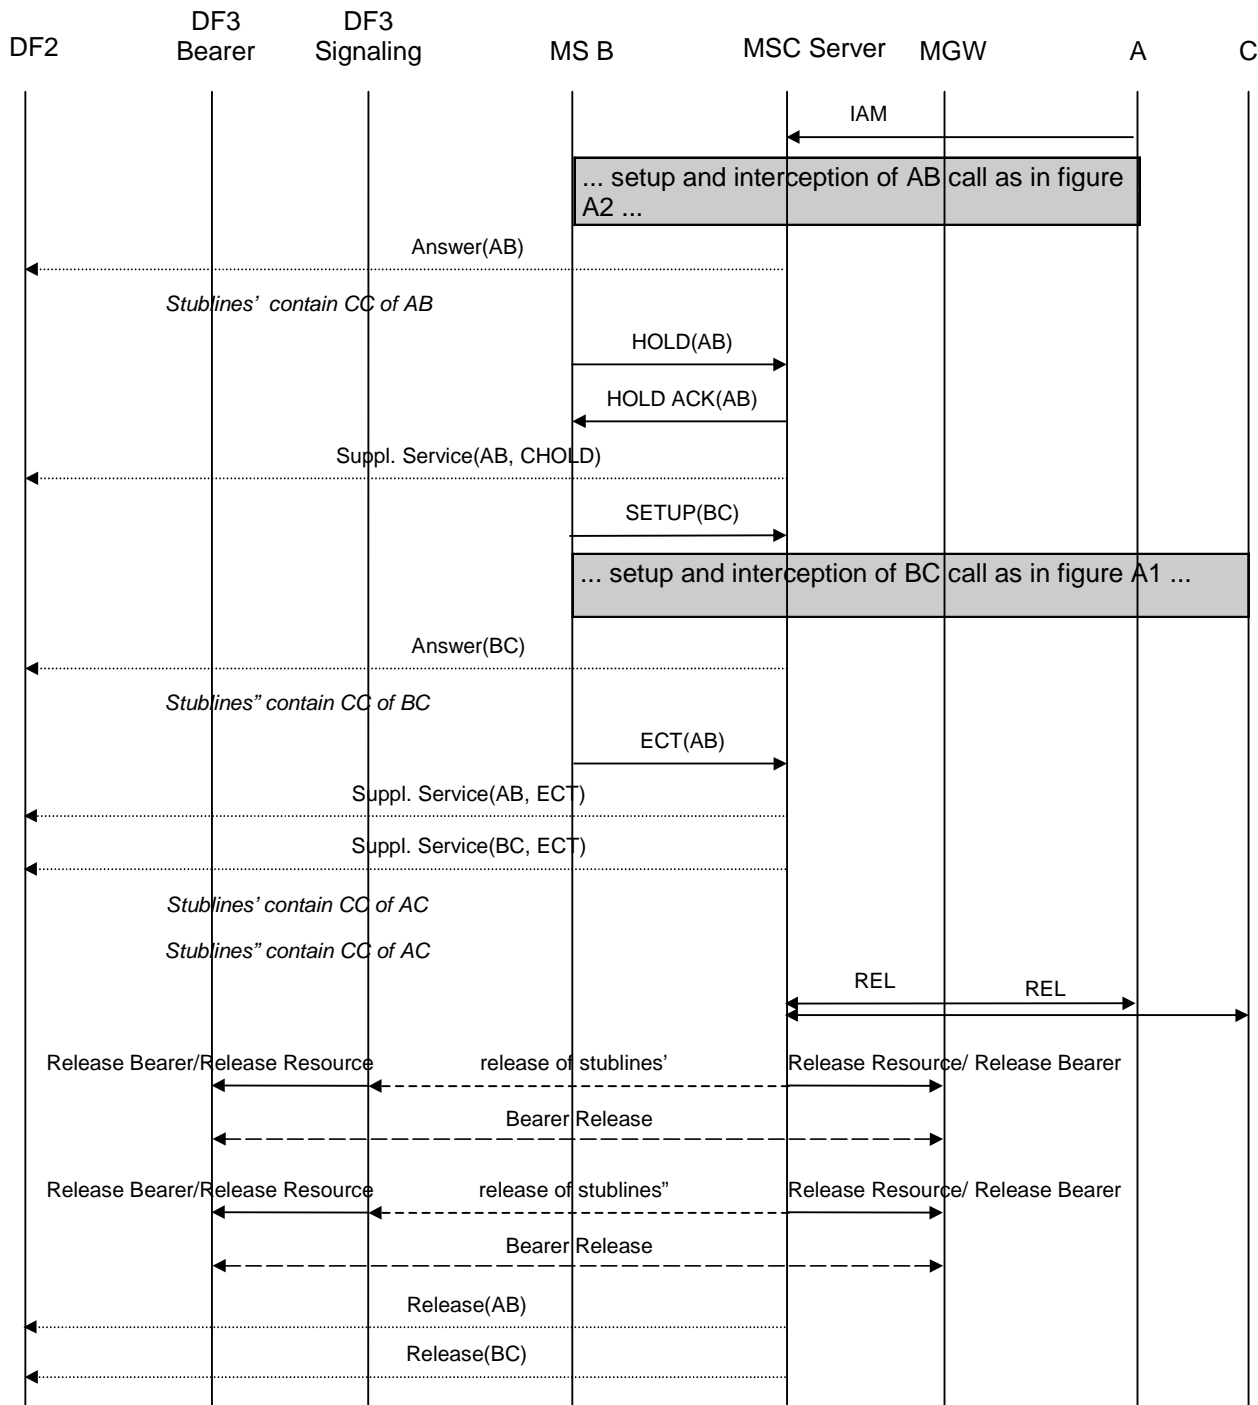 DF2
DF3
Bearer
DF3
Signaling
MS B
MSC Server
MGW
A
C
IAM
... setup and interception of AB call as in figure
A2 ...
Answer(AB)
Stublines’ contain CC of AB
HOLD(AB)
HOLD ACK(AB)
Suppl. Service(AB, CHOLD)
SETUP(BC)
... setup and interception of BC call as in figure A1 ...
Answer(BC)
Stublines” contain CC of BC
ECT(AB)
Suppl. Service(AB, ECT)
Suppl. Service(BC, ECT)
Stublines’ contain CC of AC
Stublines” contain CC of AC
REL
REL
Release Bearer/Release Resource
release of stublines’
Release Resource/ Release Bearer
Bearer Release
Release Bearer/Release Resource
release of stublines”
Release Resource/ Release Bearer
Bearer Release
Release(AB)
Release(BC)